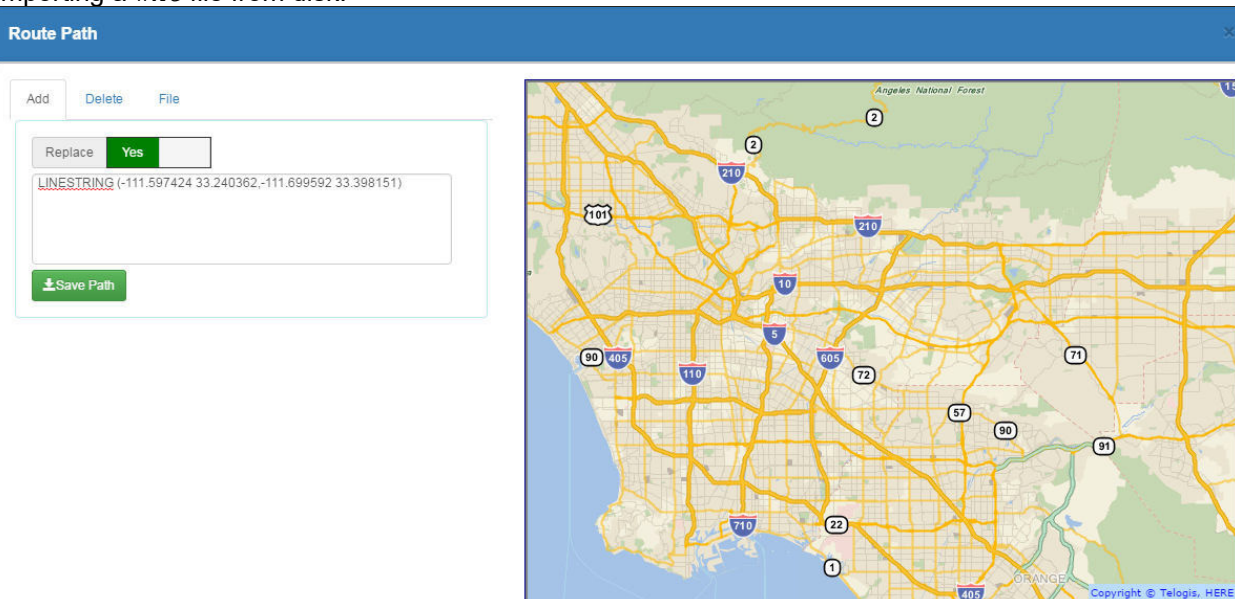 Route Path
×
Add Delete File
Replace Yes
LINESTRING (-111.597424 33.240362,-111.699592 33.398151)
Save Path
Angeles National Forest
2
2
210
101
210
10
5
90 405
605
110
72
71
57
90
91
710
22
1
ORANGE
405
Copyright © Telogis, HERE